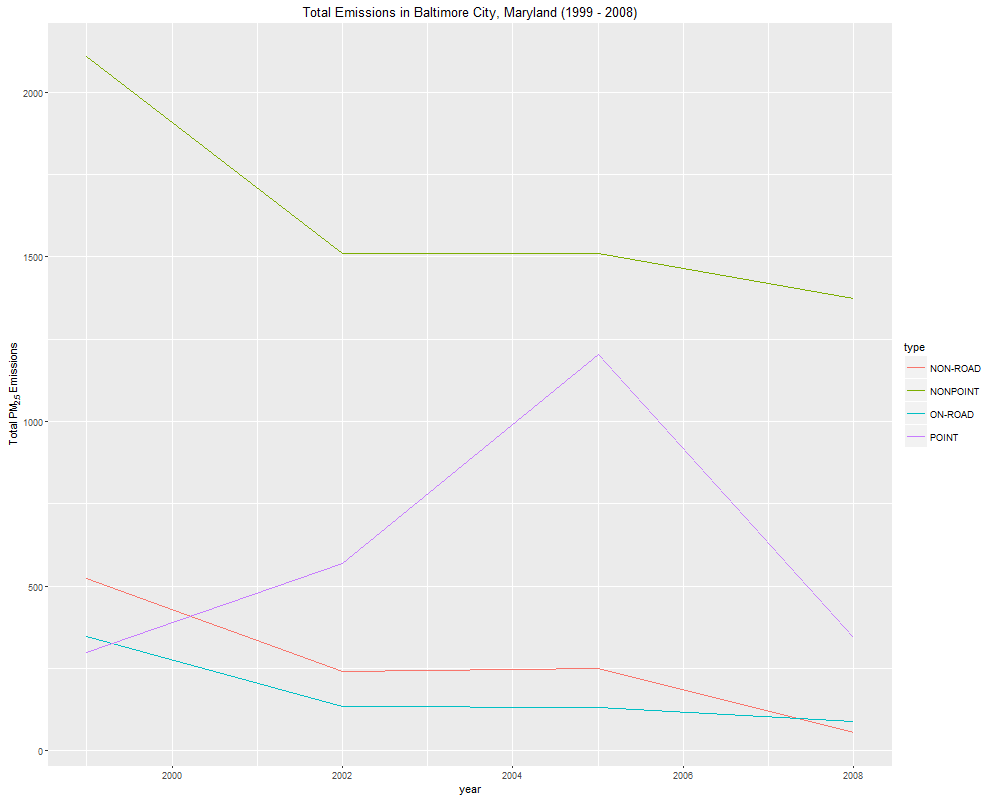 Total Emissions in Baltimore City, Maryland (1999 - 2008)
Total PM2.5 Emissions
2000
1500
1000
500
0
2000
2002
2004
2006
2008
year
type
NON-ROAD
NONPOINT
ON-ROAD
POINT